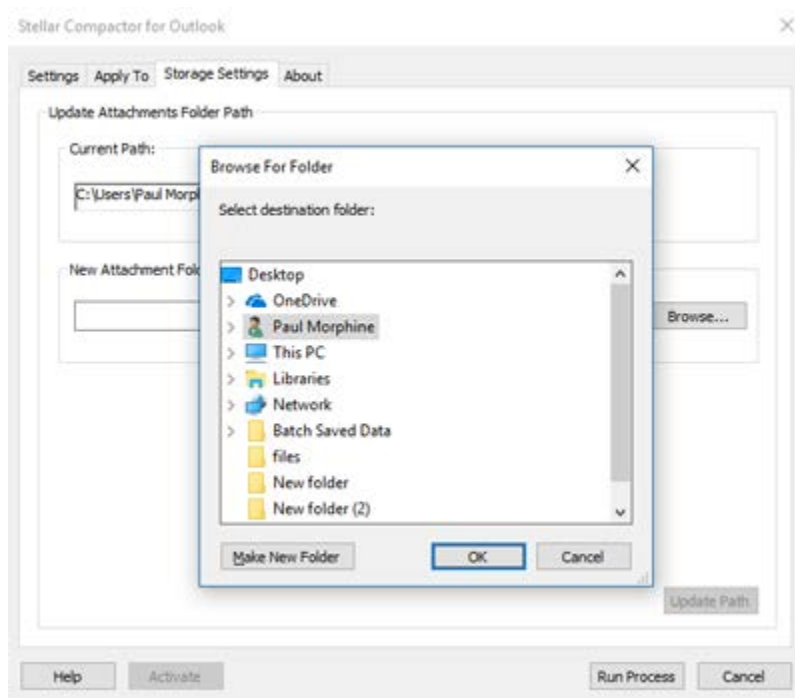 Stellar Compactor for Outlook
Settings Apply To Storage Settings About
Update Attachments Folder Path
Current Path:
C:\Users\Paul Morph
New Attachment Fold
Browse...
Browse For Folder
Select destination folder:
Desktop
OneDrive
Paul Morphine
This PC
Libraries
Network
Batch Saved Data
files
New folder
New folder (2)
Make New Folder OK Cancel
Update Path
Help Activate Run Process Cancel